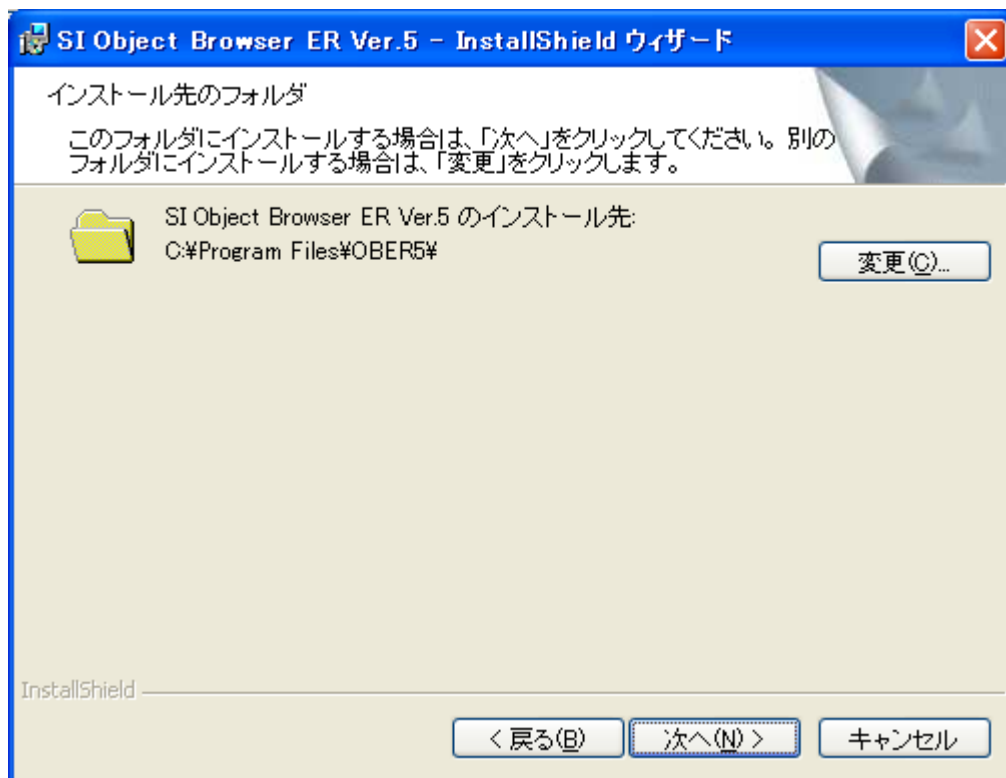 SI Object Browser ER Ver.5 - InstallShield ウィザード
インストール先のフォルダ
このフォルダにインストールする場合は、「次へ」をクリックしてください。別の
フォルダにインストールする場合は、「変更」をクリックします。
SI Object Browser ER Ver.5 のインストール先:
C:¥Program Files¥OBER5¥
変更(C)...
InstallShield
< 戻る(B)
次へ(N) >
キャンセル